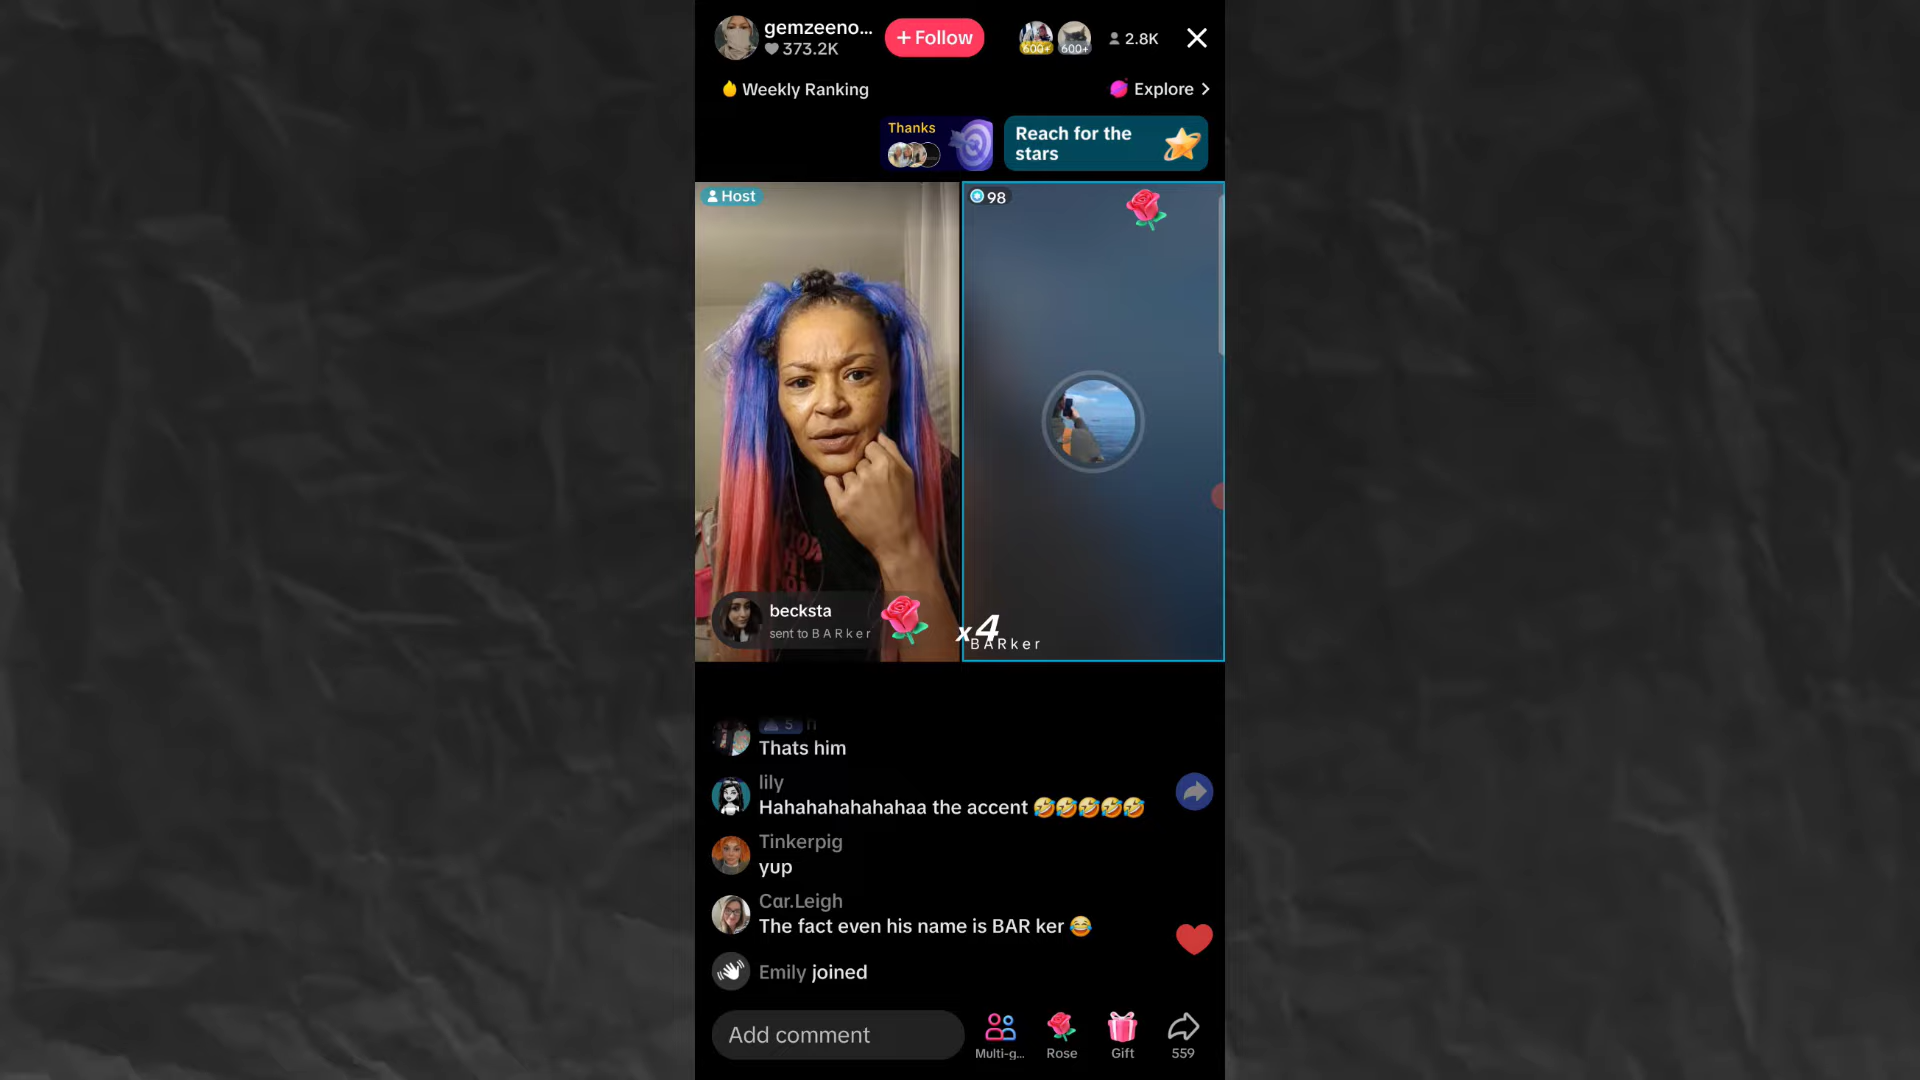 gemzeeno...
373.2K
+ Follow
600+
600+
2.8K
Weekly Ranking
Explore >
Thanks
Reach for the
stars
Host
98
becksta
sent to B A R k e r
x4
B A R k e r
5
Thats him
lily
Hahahahahahahaa the accent 🤣🤣🤣🤣🤣
Tinkerpig
yup
Car.Leigh
The fact even his name is BAR ker 😂
Emily joined
Add comment
Multi-g...
Rose
Gift
559